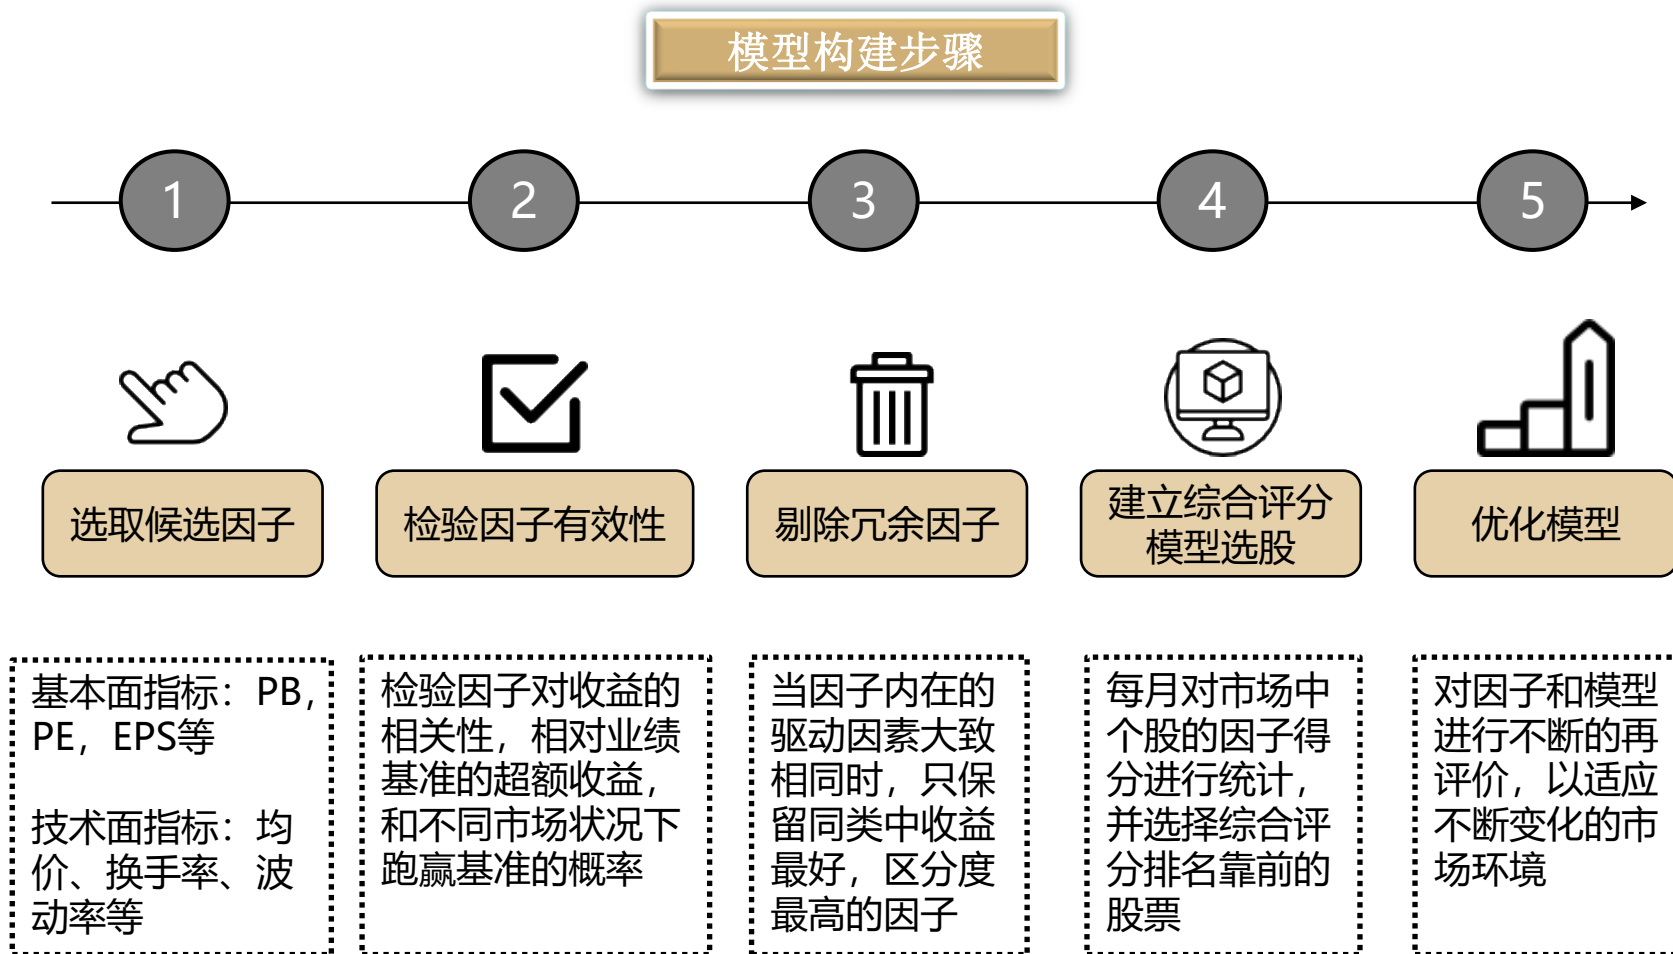 模型构建步骤
1
2
3
4
5
选取候选因子
检验因子有效性
剔除冗余因子
建立综合评分
模型选股
优化模型
基本面指标：PB，
PE，EPS等
技术面指标：均
价、换手率、波
动率等
检验因子对收益的
相关性，相对业绩
基准的超额收益，
和不同市场状况下
跑赢基准的概率
当因子内在的
驱动因素大致
相同时，只保
留同类中收益
最好，区分度
最高的因子
每月对市场中
个股的因子得
分进行统计，
并选择综合评
分排名靠前的
股票
对因子和模型
进行不断的再
评价，以适应
不断变化的市
场环境